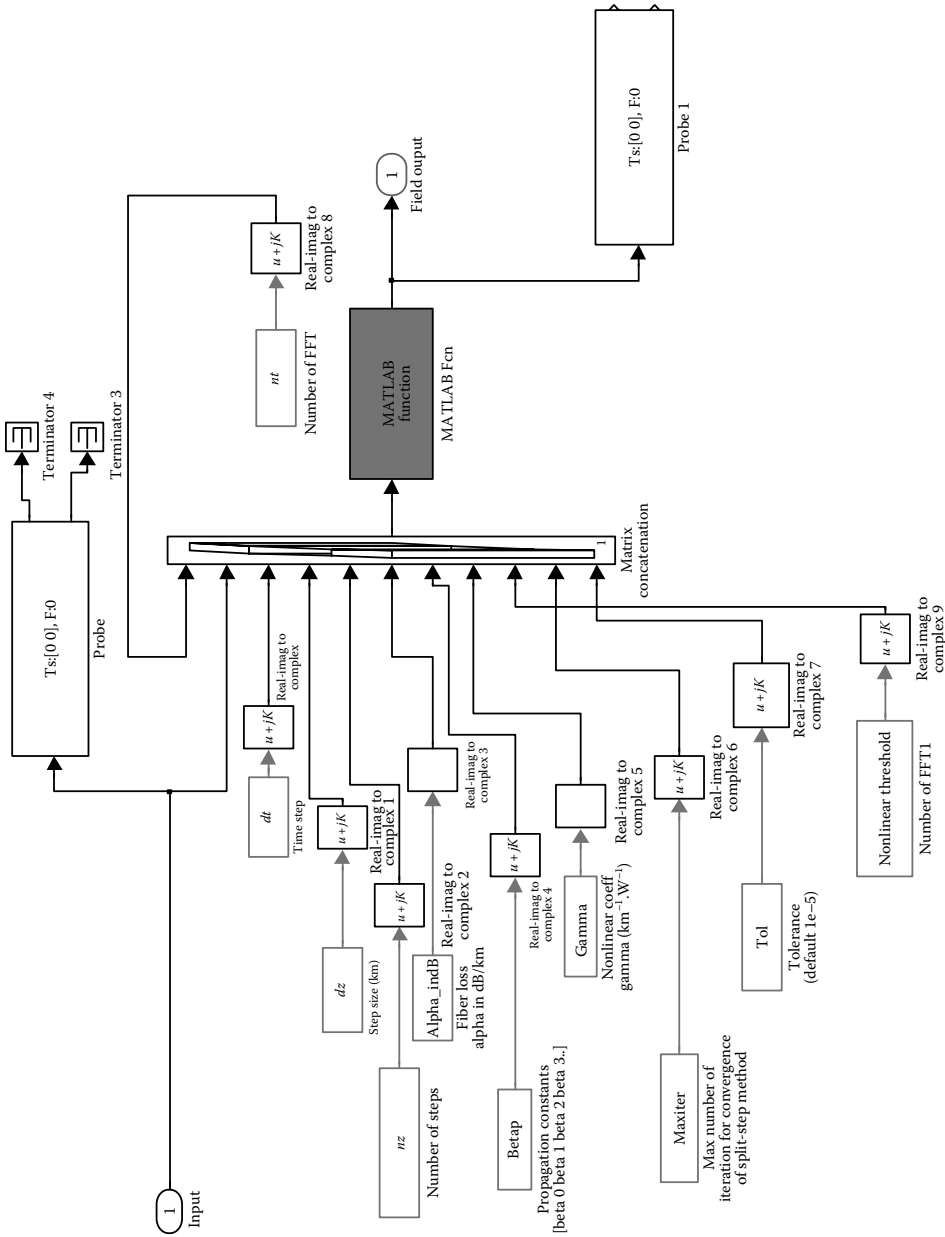 Ts:[0 0], F:0
Probe
Terminator 4
Terminator 3
1
Input
dt
Time step
u + jK
Real-imag to
complex
dz
Step size (km)
u + jK
Real-imag to
complex 1
nz
Number of steps
u + jK
Real-imag to
complex 2
Alpha_indB
Fiber loss
alpha in dB/km
Real-imag to
complex 3
Betap
Propagation constants
[beta 0 beta 1 beta 2 beta 3..]
u + jK
Real-imag to
complex 4
Gamma
Nonlinear coeff
gamma (km⁻¹.W⁻¹)
Real-imag to
complex 5
Maxiter
Max number of
iteration for convergence
of split-step method
u + jK
Real-imag to
complex 6
Tol
Tolerance
(default 1e−5)
u + jK
Real-imag to
complex 7
Nonlinear threshold
Number of FFT1
u + jK
Real-imag to
complex 9
1
Matrix
concatenation
nt
Number of FFT
u + jK
Real-imag to
complex 8
MATLAB
function
MATLAB Fcn
1
Field ouput
Ts:[0 0], F:0
Probe 1